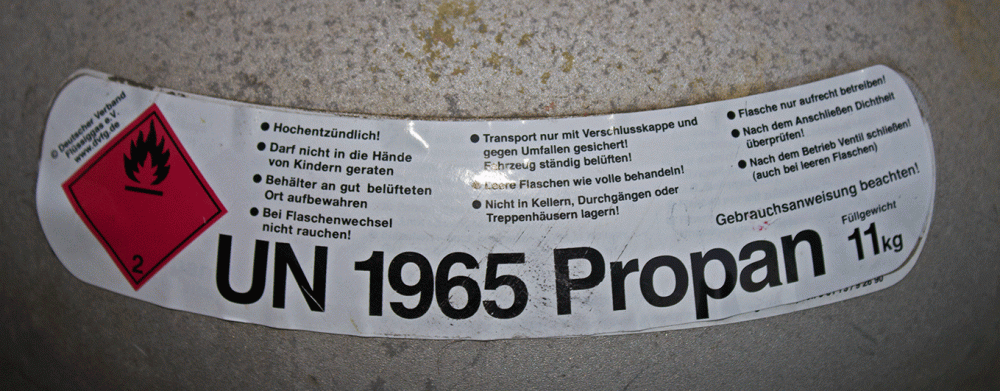 © Deutscher Verband
Flüssiggas e.V.
www.dvfg.de
2
● Hochentzündlich!
● Darf nicht in die Hände
von Kindern geraten
● Behälter an gut belüfteten
Ort aufbewahren
● Bei Flaschenwechsel
nicht rauchen!
● Transport nur mit Verschlusskappe und
gegen Umfallen gesichert!
Fahrzeug ständig belüften!
● Leere Flaschen wie volle behandeln!
● Nicht in Kellern, Durchgängen oder
Treppenhäusern lagern!
● Flasche nur aufrecht betreiben!
● Nach dem Anschließen Dichtheit
überprüfen!
● Nach dem Betrieb Ventil schließen!
(auch bei leeren Flaschen)
Gebrauchsanweisung beachten!
UN 1965 Propan
Füllgewicht
11 kg